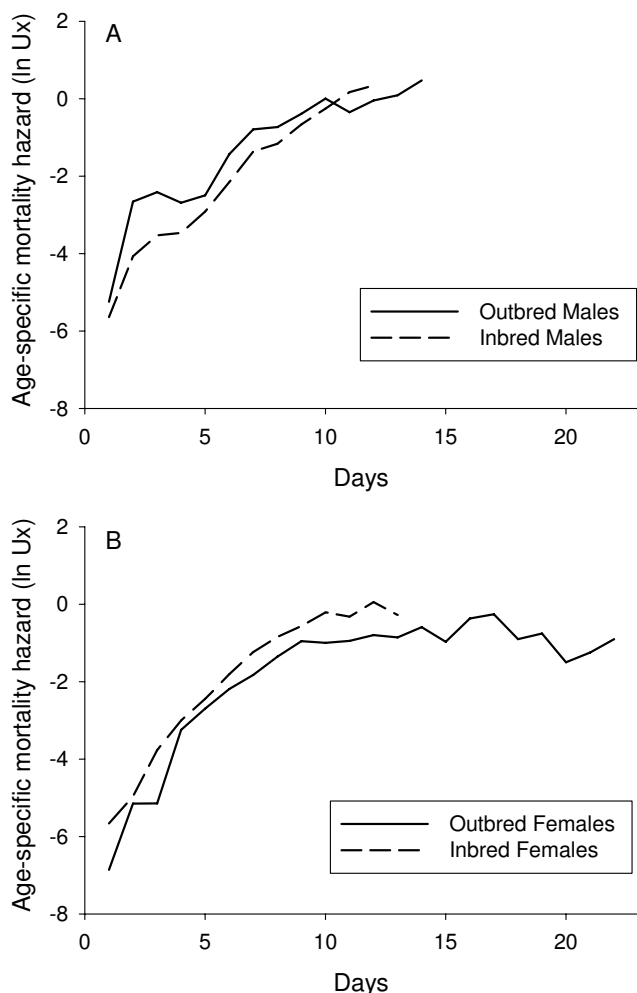 A
Age-specific mortality hazard (ln Ux)
2
0
-2
-4
-6
-8
Outbred Males
Inbred Males
0 5 10 15 20
Days
B
Age-specific mortality hazard (ln Ux)
2
0
-2
-4
-6
-8
Outbred Females
Inbred Females
0 5 10 15 20
Days